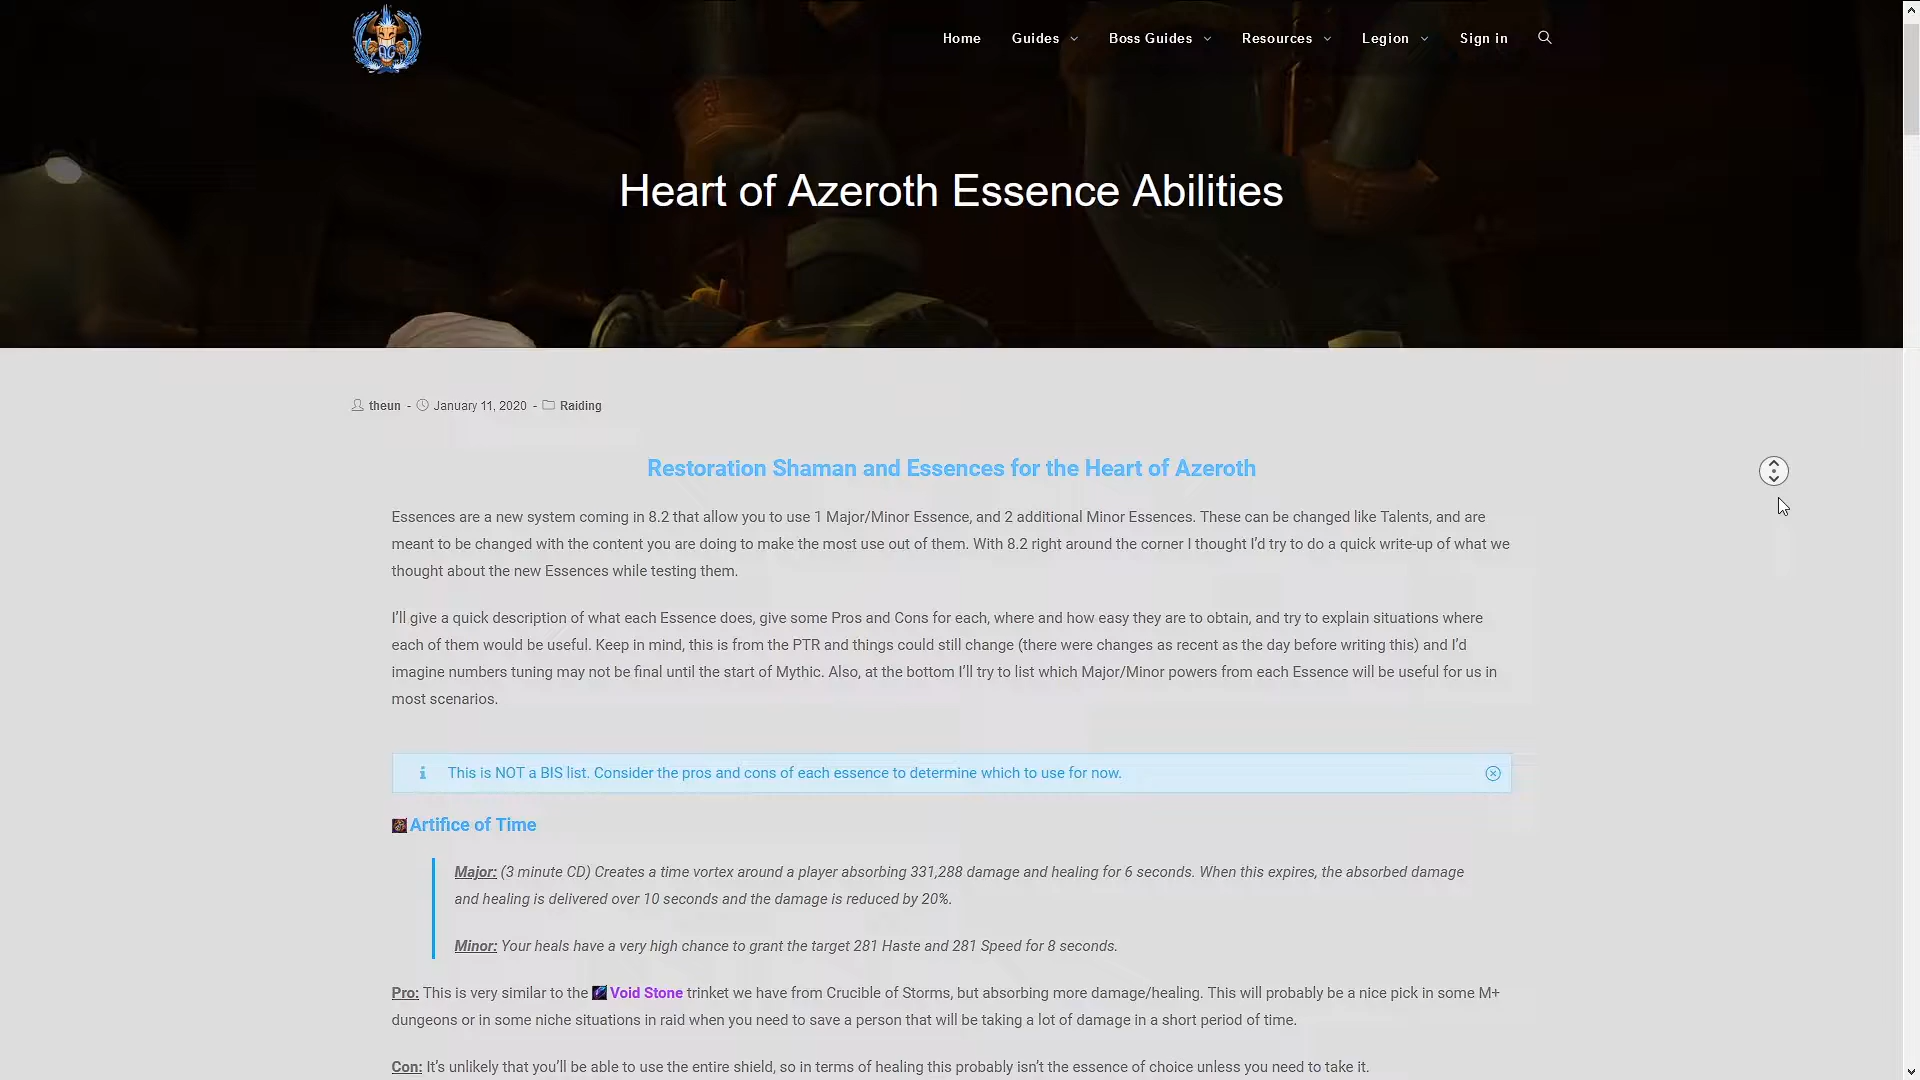 Home Guides Boss Guides Resources Legion Sign in
Heart of Azeroth Essence Abilities
theun - January 11, 2020 - Raiding
Restoration Shaman and Essences for the Heart of Azeroth
Essences are a new system coming in 8.2 that allow you to use 1 Major/Minor Essence, and 2 additional Minor Essences. These can be changed like Talents, and are
meant to be changed with the content you are doing to make the most use out of them. With 8.2 right around the corner I thought I’d try to do a quick write-up of what we
thought about the new Essences while testing them.
I’ll give a quick description of what each Essence does, give some Pros and Cons for each, where and how easy they are to obtain, and try to explain situations where
each of them would be useful. Keep in mind, this is from the PTR and things could still change (there were changes as recent as the day before writing this) and I’d
imagine numbers tuning may not be final until the start of Mythic. Also, at the bottom I’ll try to list which Major/Minor powers from each Essence will be useful for us in
most scenarios.
This is NOT a BIS list. Consider the pros and cons of each essence to determine which to use for now.
Artifice of Time
Major: (3 minute CD) Creates a time vortex around a player absorbing 331,288 damage and healing for 6 seconds. When this expires, the absorbed damage
and healing is delivered over 10 seconds and the damage is reduced by 20%.
Minor: Your heals have a very high chance to grant the target 281 Haste and 281 Speed for 8 seconds.
Pro: This is very similar to the Void Stone trinket we have from Crucible of Storms, but absorbing more damage/healing. This will probably be a nice pick in some M+
dungeons or in some niche situations in raid when you need to save a person that will be taking a lot of damage in a short period of time.
Con: It’s unlikely that you’ll be able to use the entire shield, so in terms of healing this probably isn’t the essence of choice unless you need to take it.